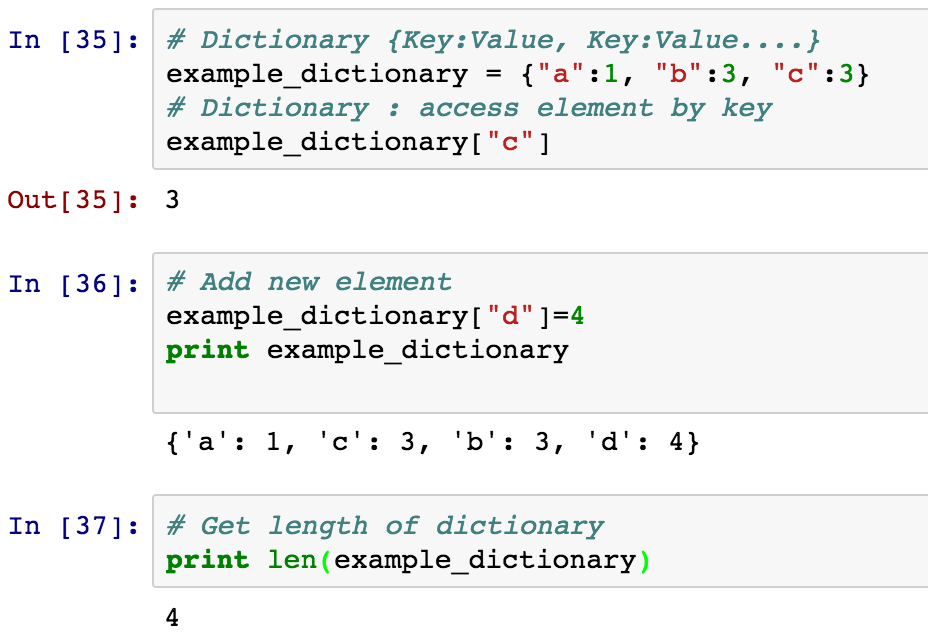 In [35]: # Dictionary {Key:Value, Key:Value....}
example_dictionary = {"a":1, "b":3, "c":3}
# Dictionary : access element by key
example_dictionary["c"]
Out[35]: 3
In [36]: # Add new element
example_dictionary["d"]=4
print example_dictionary
{'a': 1, 'c': 3, 'b': 3, 'd': 4}
In [37]: # Get length of dictionary
print len(example_dictionary)
4